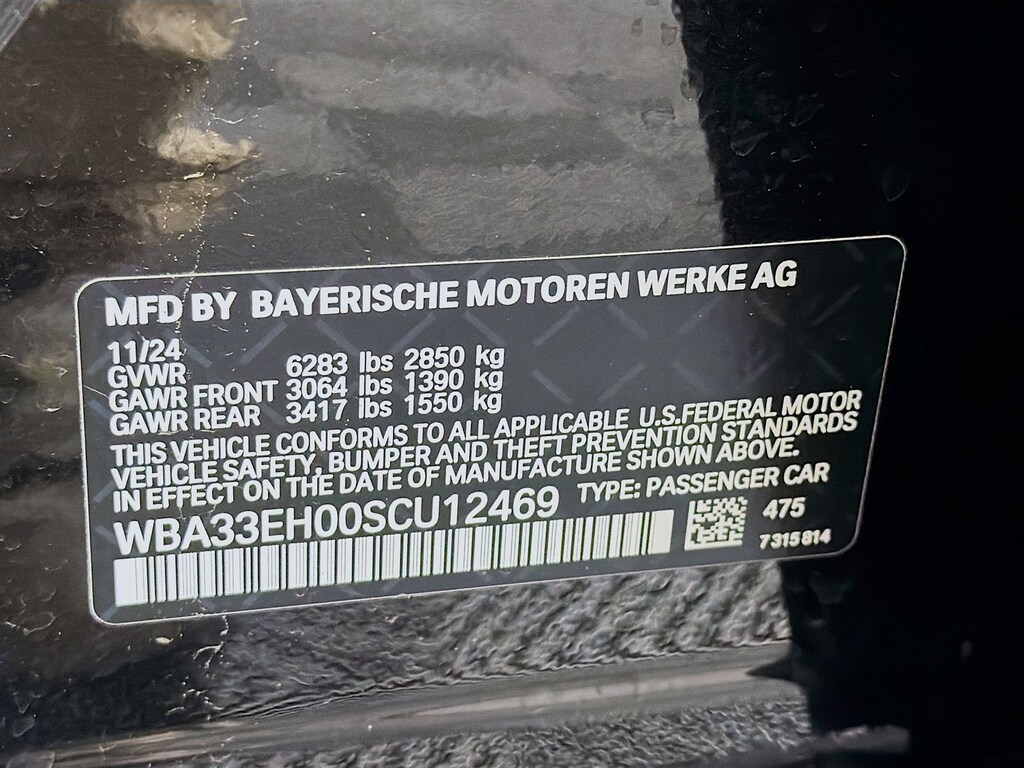 MFD BY BAYERISCHE MOTOREN WERKE AG
11/24
GVWR 6283 lbs 2850 kg
GAWR FRONT 3064 lbs 1390 kg
GAWR REAR 3417 lbs 1550 kg
THIS VEHICLE CONFORMS TO ALL APPLICABLE U.S.FEDERAL MOTOR
VEHICLE SAFETY, BUMPER AND THEFT PREVENTION STANDARDS
IN EFFECT ON THE DATE OF MANUFACTURE SHOWN ABOVE.
WBA33EH00SCU12469 TYPE: PASSENGER CAR
475
7315814